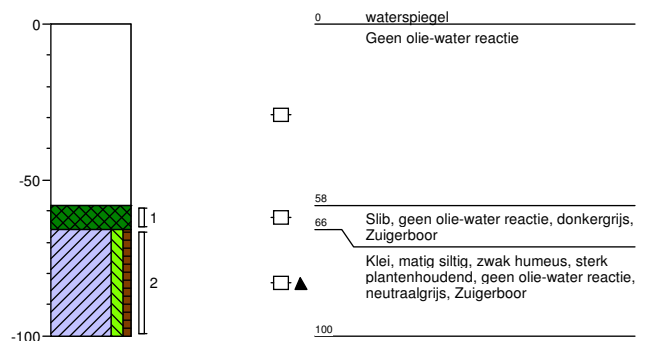 0
-50
-100
1
2
0 waterspiegel
Geen olie-water reactie
58
Slib, geen olie-water reactie, donkergrijs,
Zuigerboor
66
Klei, matig siltig, zwak humeus, sterk
plantenhoudend, geen olie-water reactie,
neutraalgrijs, Zuigerboor
100